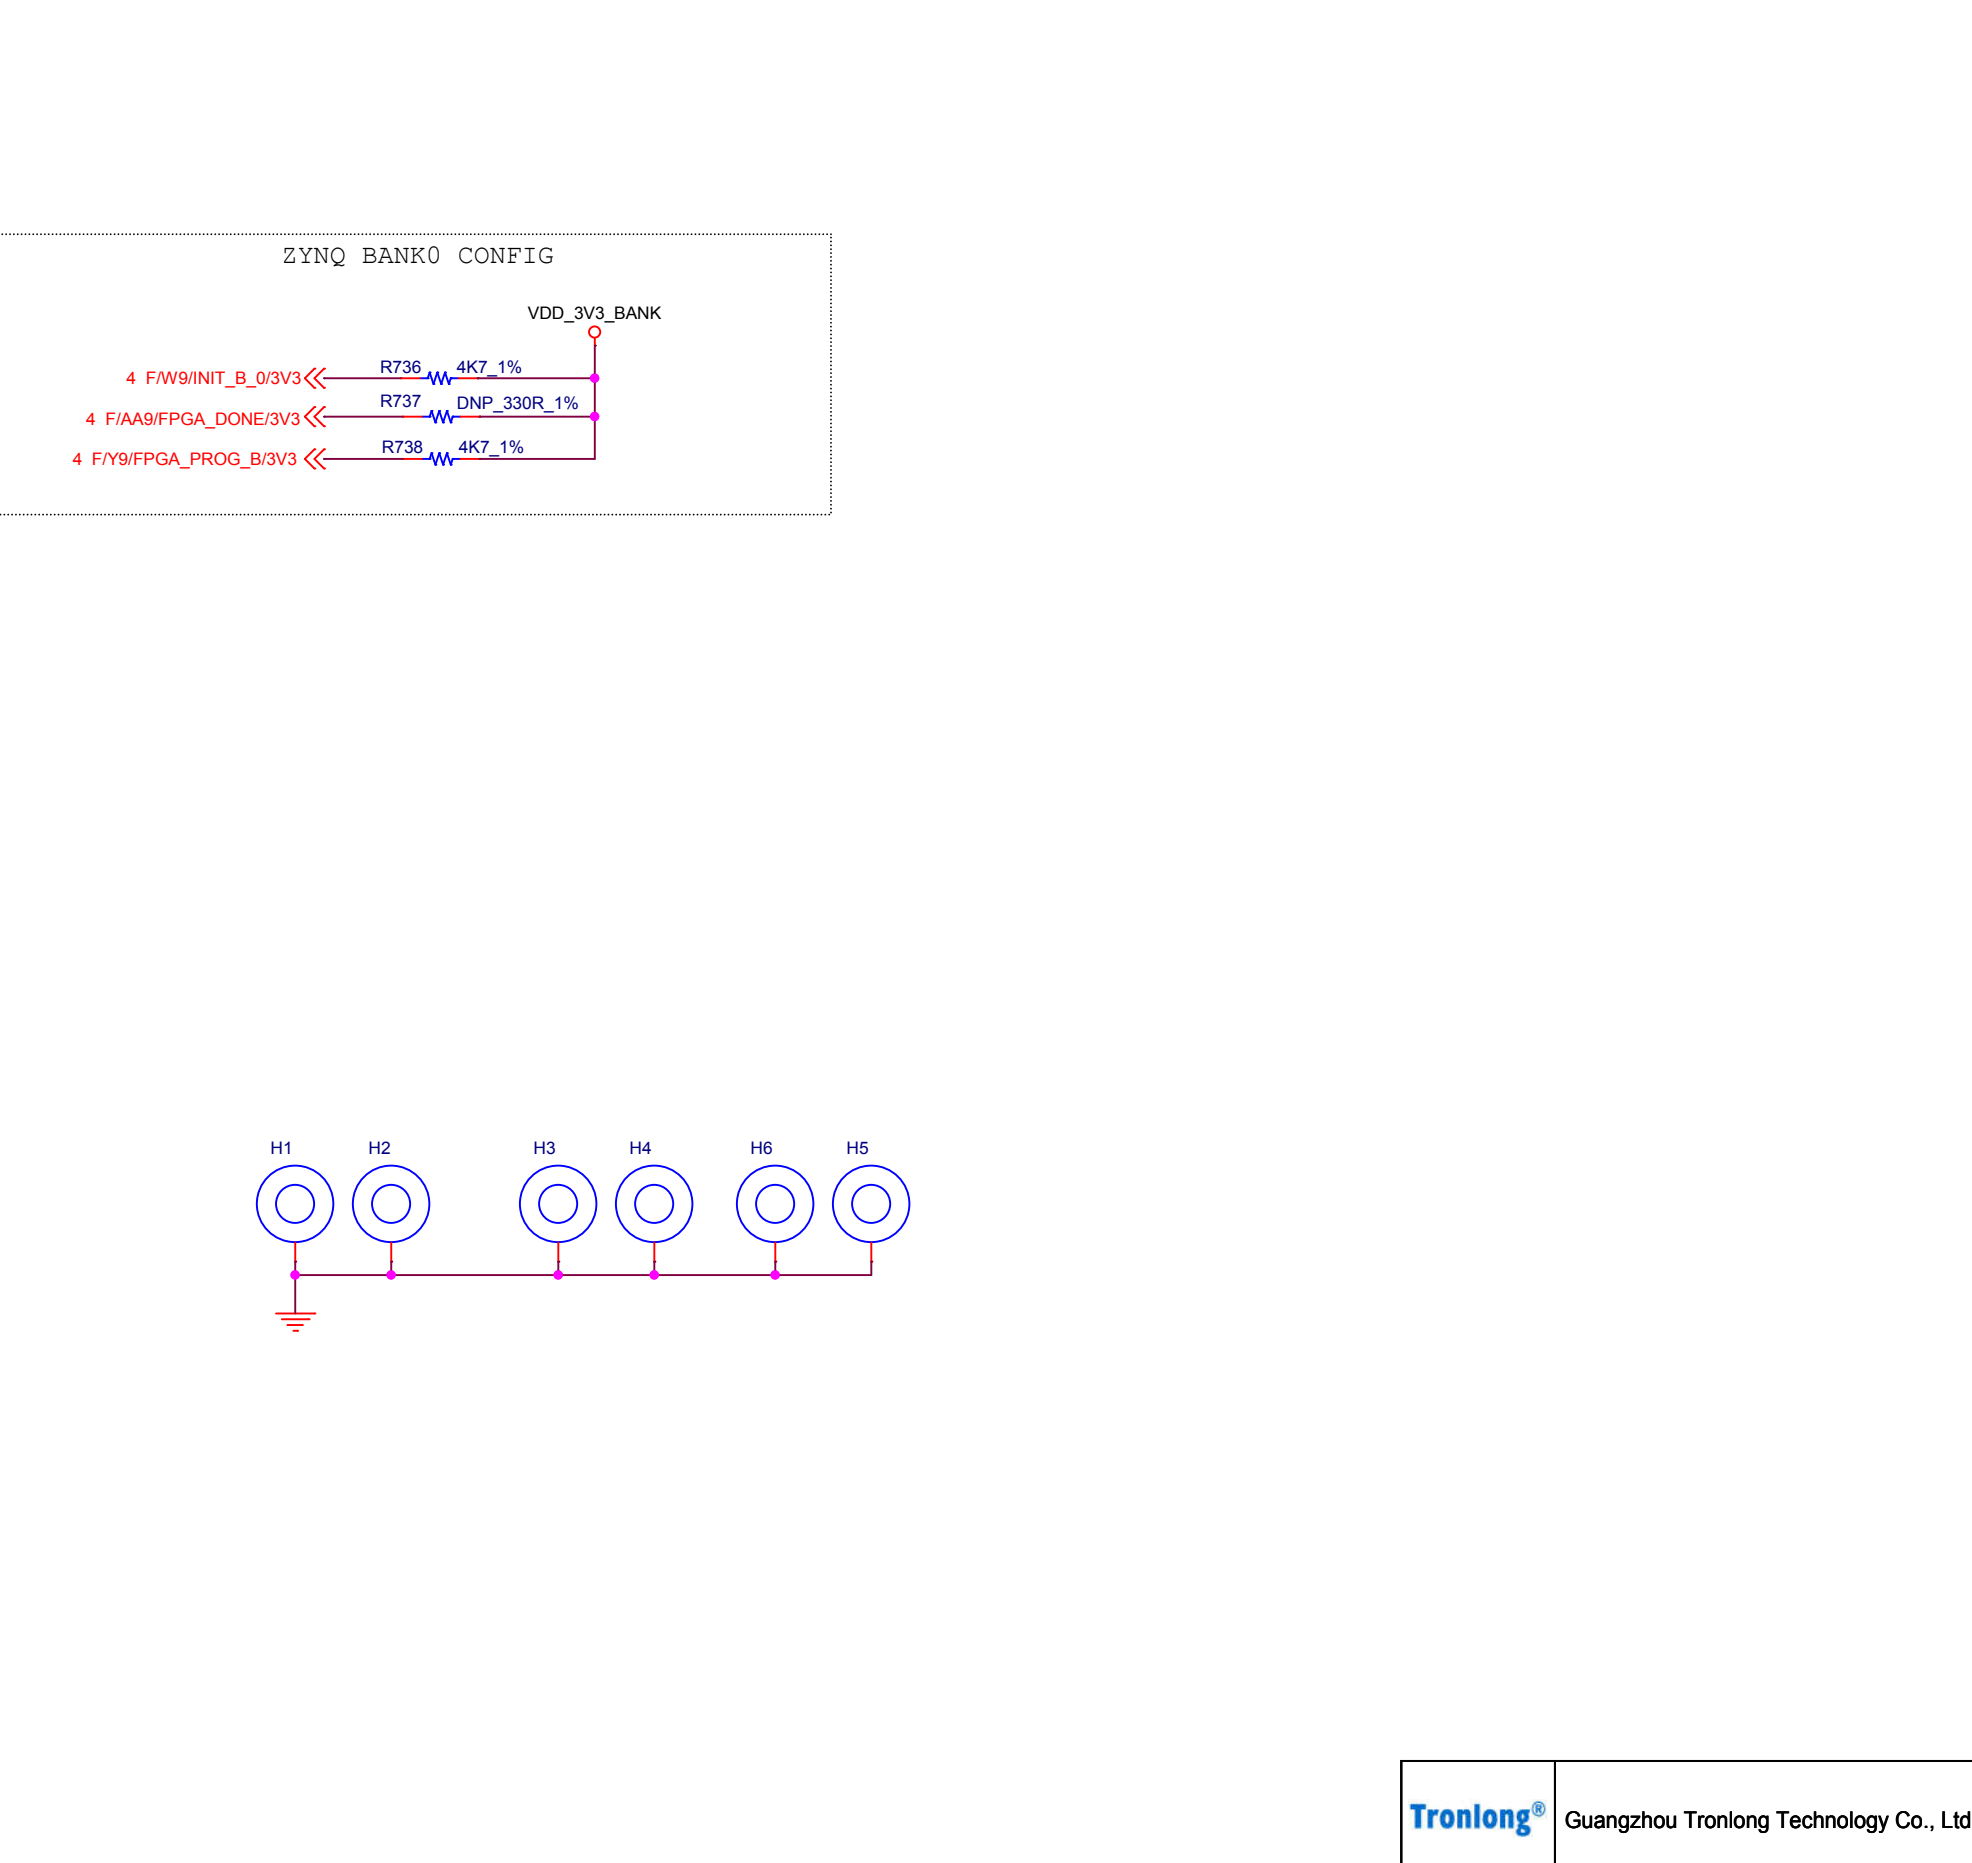 ZYNQ BANK0 CONFIG
VDD_3V3_BANK
4 F/W9/INIT_B_0/3V3 R736 4K7_1%
4 F/AA9/FPGA_DONE/3V3 R737 DNP_330R_1%
4 F/Y9/FPGA_PROG_B/3V3 R738 4K7_1%
H1 H2 H3 H4 H6 H5
Tronlong® Guangzhou Tronlong Technology Co., Ltd